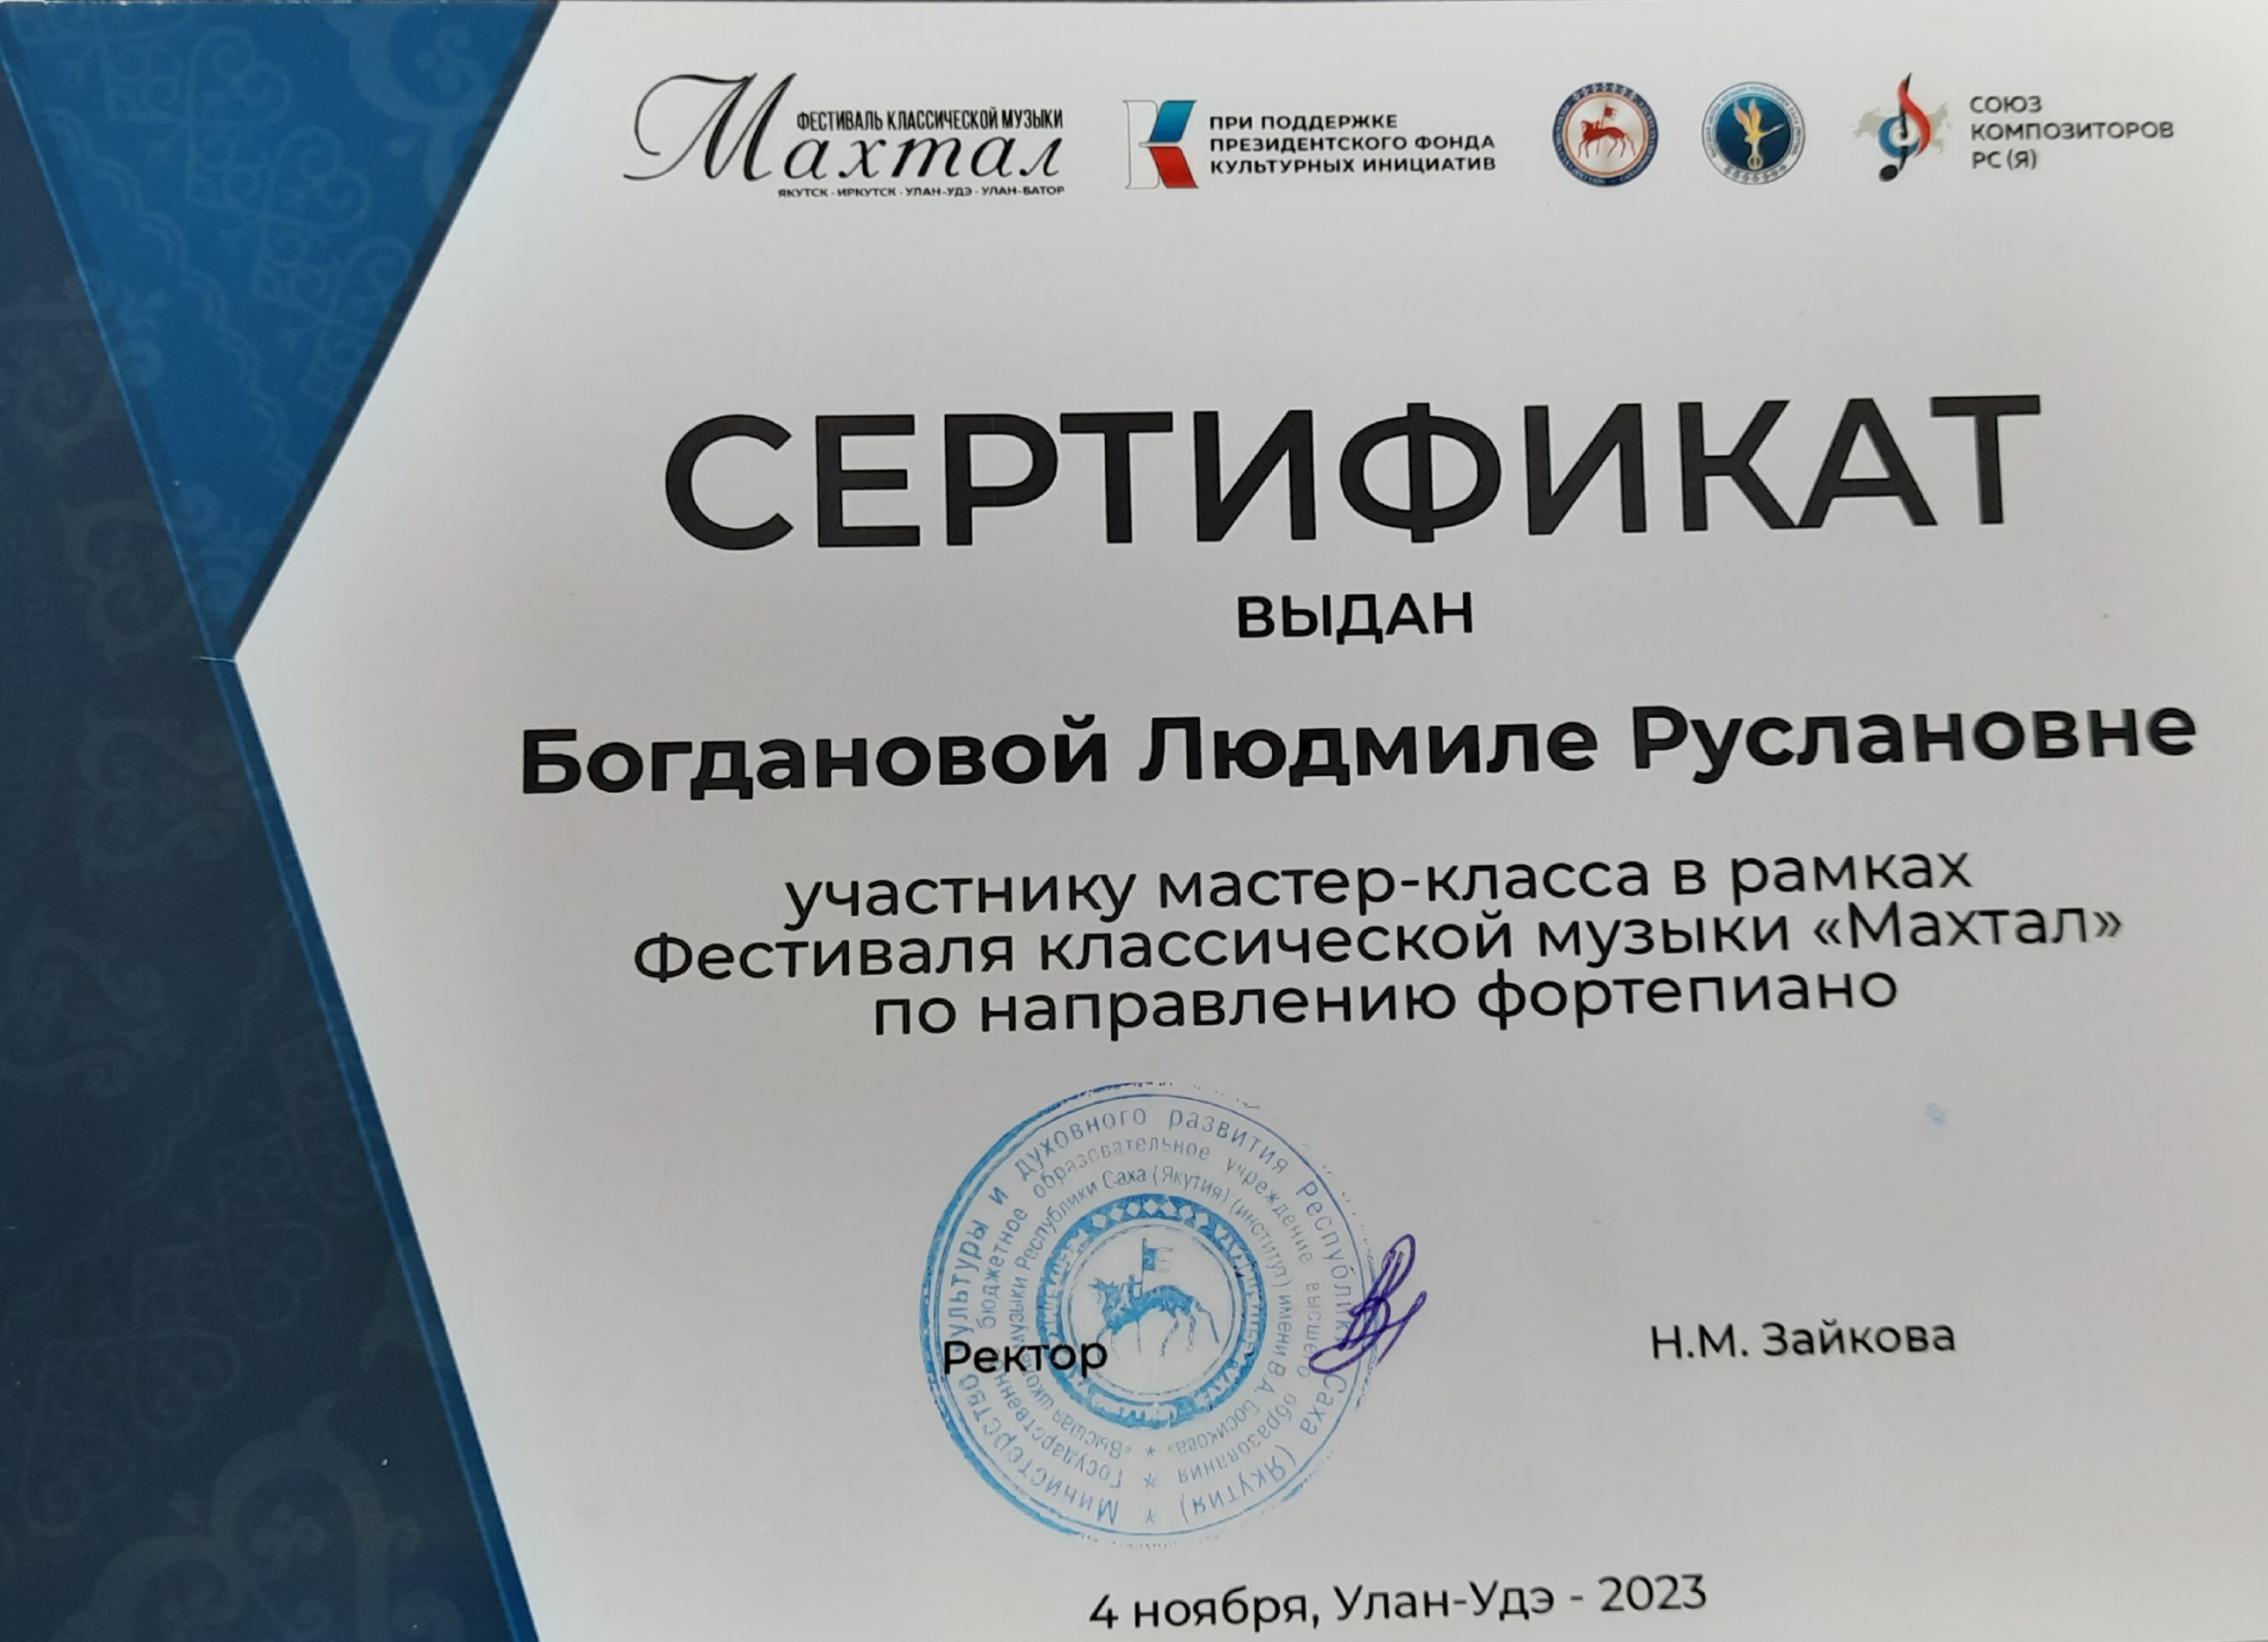 Махтал
ФЕСТИВАЛЬ КЛАССИЧЕСКОЙ МУЗЫКИ
ЯКУТСК - ИРКУТСК - УЛАН-УДЭ - УЛАН-БАТОР
ПРИ ПОДДЕРЖКЕ
ПРЕЗИДЕНТСКОГО ФОНДА
КУЛЬТУРНЫХ ИНИЦИАТИВ
СОЮЗ
КОМПОЗИТОРОВ
РС (Я)
СЕРТИФИКАТ
ВЫДАН
Богдановой Людмиле Руслановне
участнику мастер-класса в рамках
Фестиваля классической музыки «Махтал»
по направлению фортепиано
Министерство культуры и духовного развития Республики Саха (Якутия)
Государственное бюджетное образовательное учреждение высшего образования
«Высшая школа музыки Республики Саха (Якутия) (институт) имени В.А. Босикова»
Ректор
Н.М. Зайкова
4 ноября, Улан-Удэ - 2023